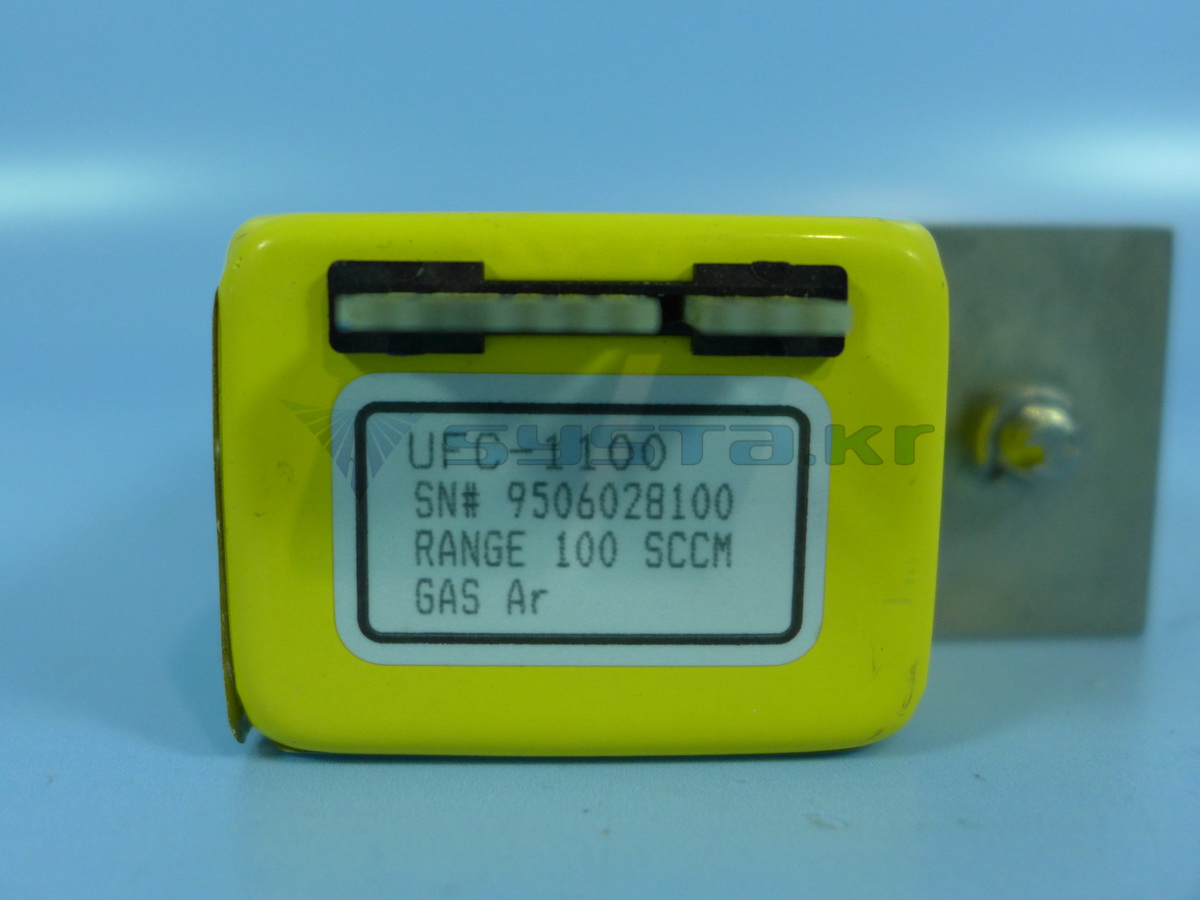 UFC-1100
systa.kr
SN# 9506028100
RANGE 100 SCCM
GAS Ar